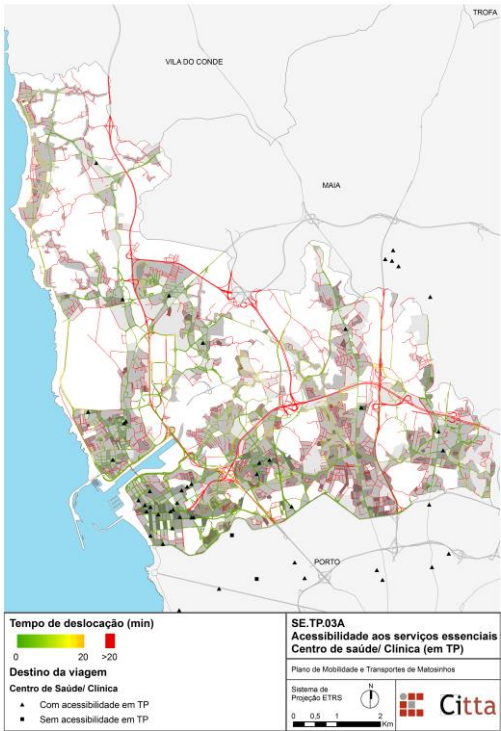 TROFA
VILA DO CONDE
MAIA
PORTO
Tempo de deslocação (min)
0 20 >20
Destino da viagem
Centro de Saúde/ Clínica
Com acessibilidade em TP
Sem acessibilidade em TP
SE.TP.03A
Acessibilidade aos serviços essenciais
Centro de saúde/ Clínica (em TP)
Plano de Mobilidade e Transportes de Matosinhos
Sistema de
Projeção ETRS
N
0 0,5 1 2
Km
Citta